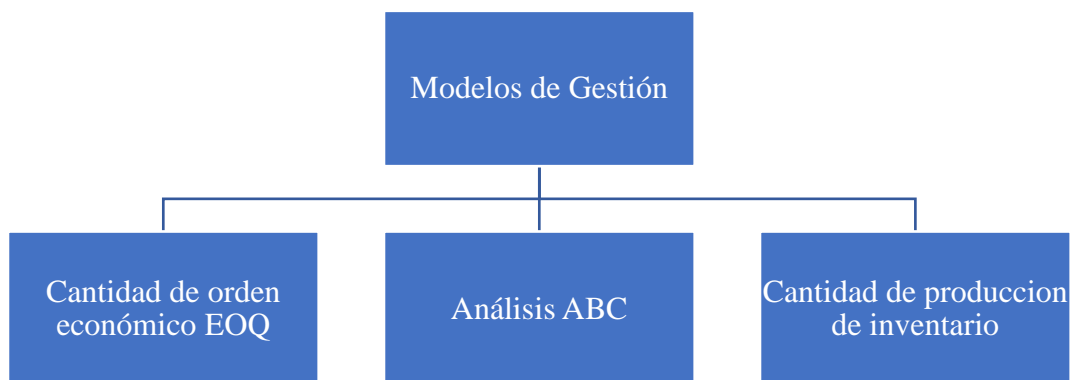 Modelos de Gestión
Cantidad de orden
económico EOQ
Análisis ABC
Cantidad de produccion
de inventario